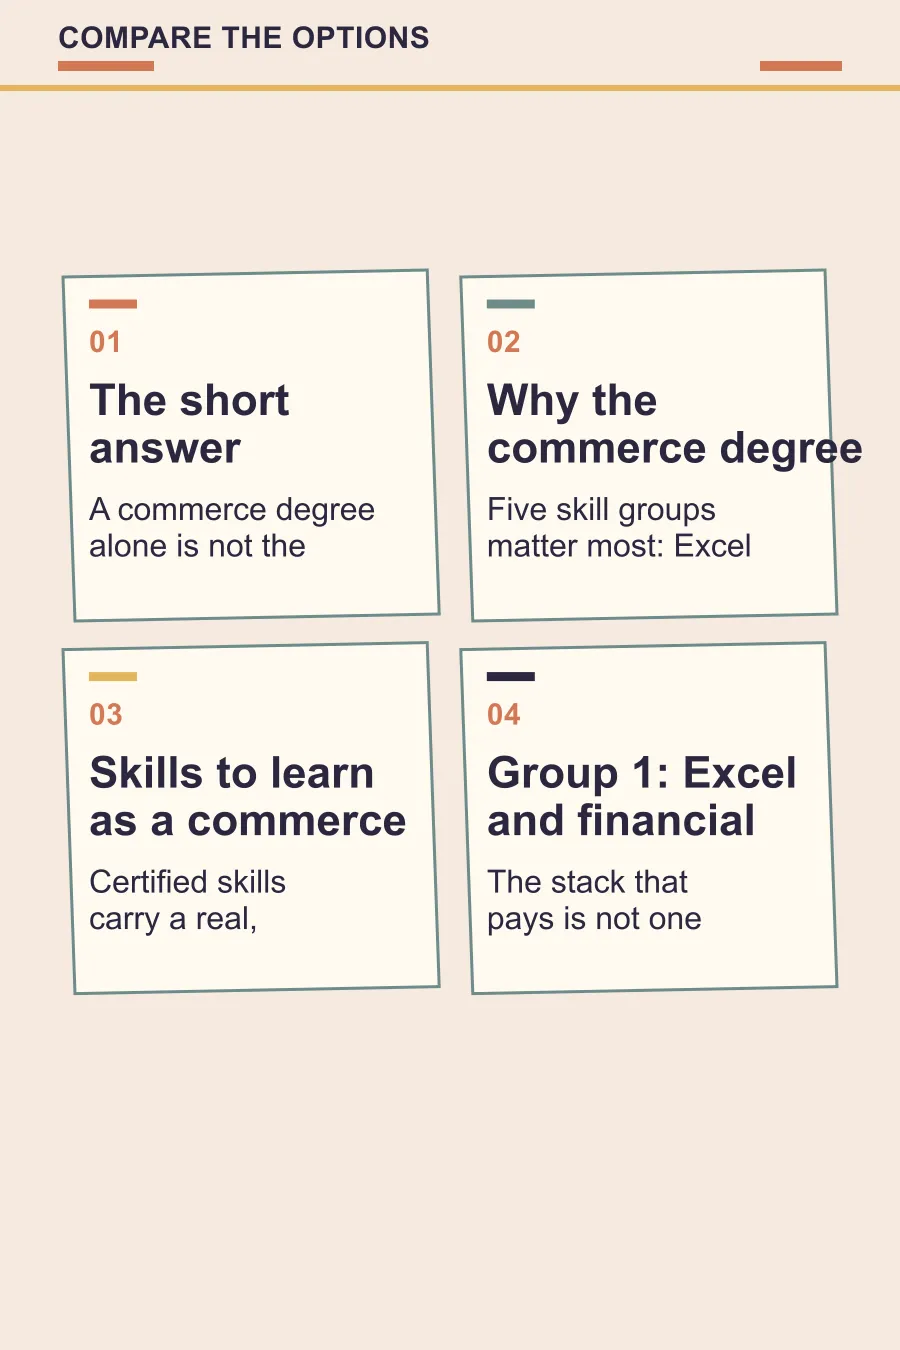 COMPARE THE OPTIONS
01
The short
answer
A commerce degree
alone is not the
02
Why the
commerce degree
Five skill groups
matter most: Excel
03
Skills to learn
as a commerce
Certified skills
carry a real,
04
Group 1: Excel
and financial
The stack that
pays is not one